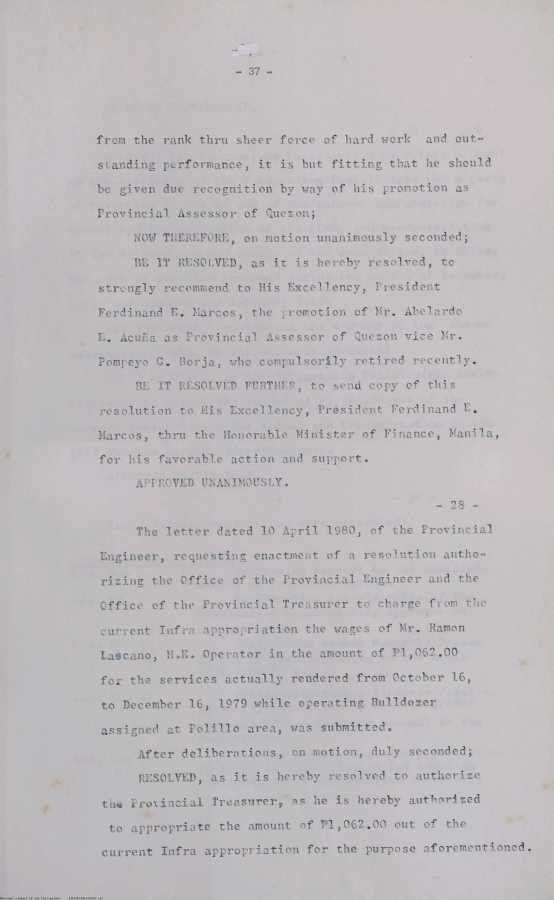 - 37 -
from the rank thru sheer force of hard work and out-
standing performance, it is but fitting that he should
be given due recognition by way of his promotion as
Provincial Assessor of Quezon;
NOW THEREFORE, on motion unanimously seconded;
BE IT RESOLVED, as it is hereby resolved, to
strongly recommend to His Excellency, President
Ferdinand E. Marcos, the promotion of Mr. Abelardo
E. Acuña as Provincial Assessor of Quezon vice Mr.
Pompeyo C. Borja, who compulsorily retired recently.
BE IT RESOLVED FURTHER, to send copy of this
resolution to His Excellency, President Ferdinand E.
Marcos, thru the Honorable Minister of Finance, Manila,
for his favorable action and support.
APPROVED UNANIMOUSLY.
- 28 -
The letter dated 10 April 1980, of the Provincial
Engineer, requesting enactment of a resolution autho-
rizing the Office of the Provincial Engineer and the
Office of the Provincial Treasurer to charge from the
current Infra appropriation the wages of Mr. Ramon
Lascano, H.E. Operator in the amount of ₱1,062.00
for the services actually rendered from October 16,
to December 16, 1979 while operating Bulldozer
assigned at Polillo area, was submitted.
After deliberations, on motion, duly seconded;
RESOLVED, as it is hereby resolved to authorize
the Provincial Treasurer, as he is hereby authorized
to appropriate the amount of ₱1,062.00 out of the
current Infra appropriation for the purpose aforementioned.